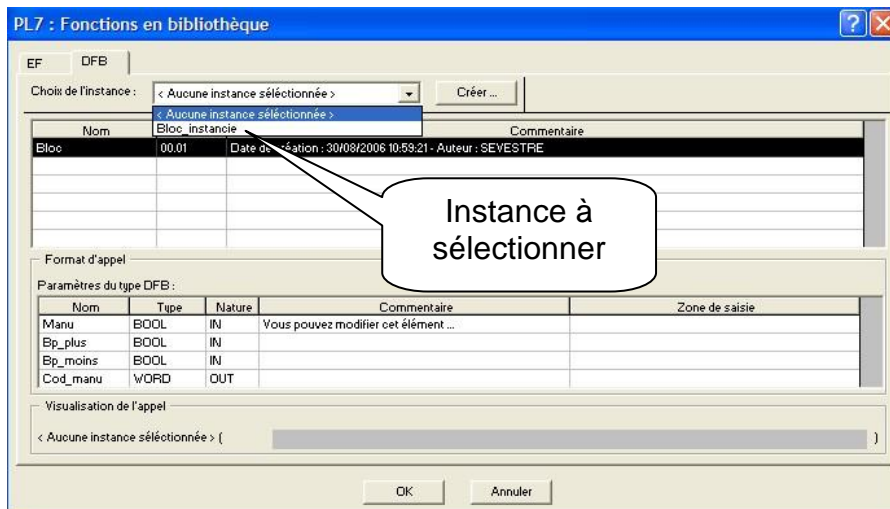 PL7 : Fonctions en bibliothèque
EF DFB
Choix de l'instance : < Aucune instance séléctionnée > Créer ...
< Aucune instance séléctionnée >
Bloc_instancie
Nom Commentaire
Bloc 00.01 Date de création : 30/08/2006 10:59:21 - Auteur : SEVESTRE
Instance à
sélectionner
Format d'appel
Paramètres du type DFB :
Nom Type Nature Commentaire Zone de saisie
Manu BOOL IN Vous pouvez modifier cet élément ...
Bp_plus BOOL IN
Bp_moins BOOL IN
Cod_manu WORD OUT
Visualisation de l'appel
< Aucune instance séléctionnée > ( )
OK Annuler